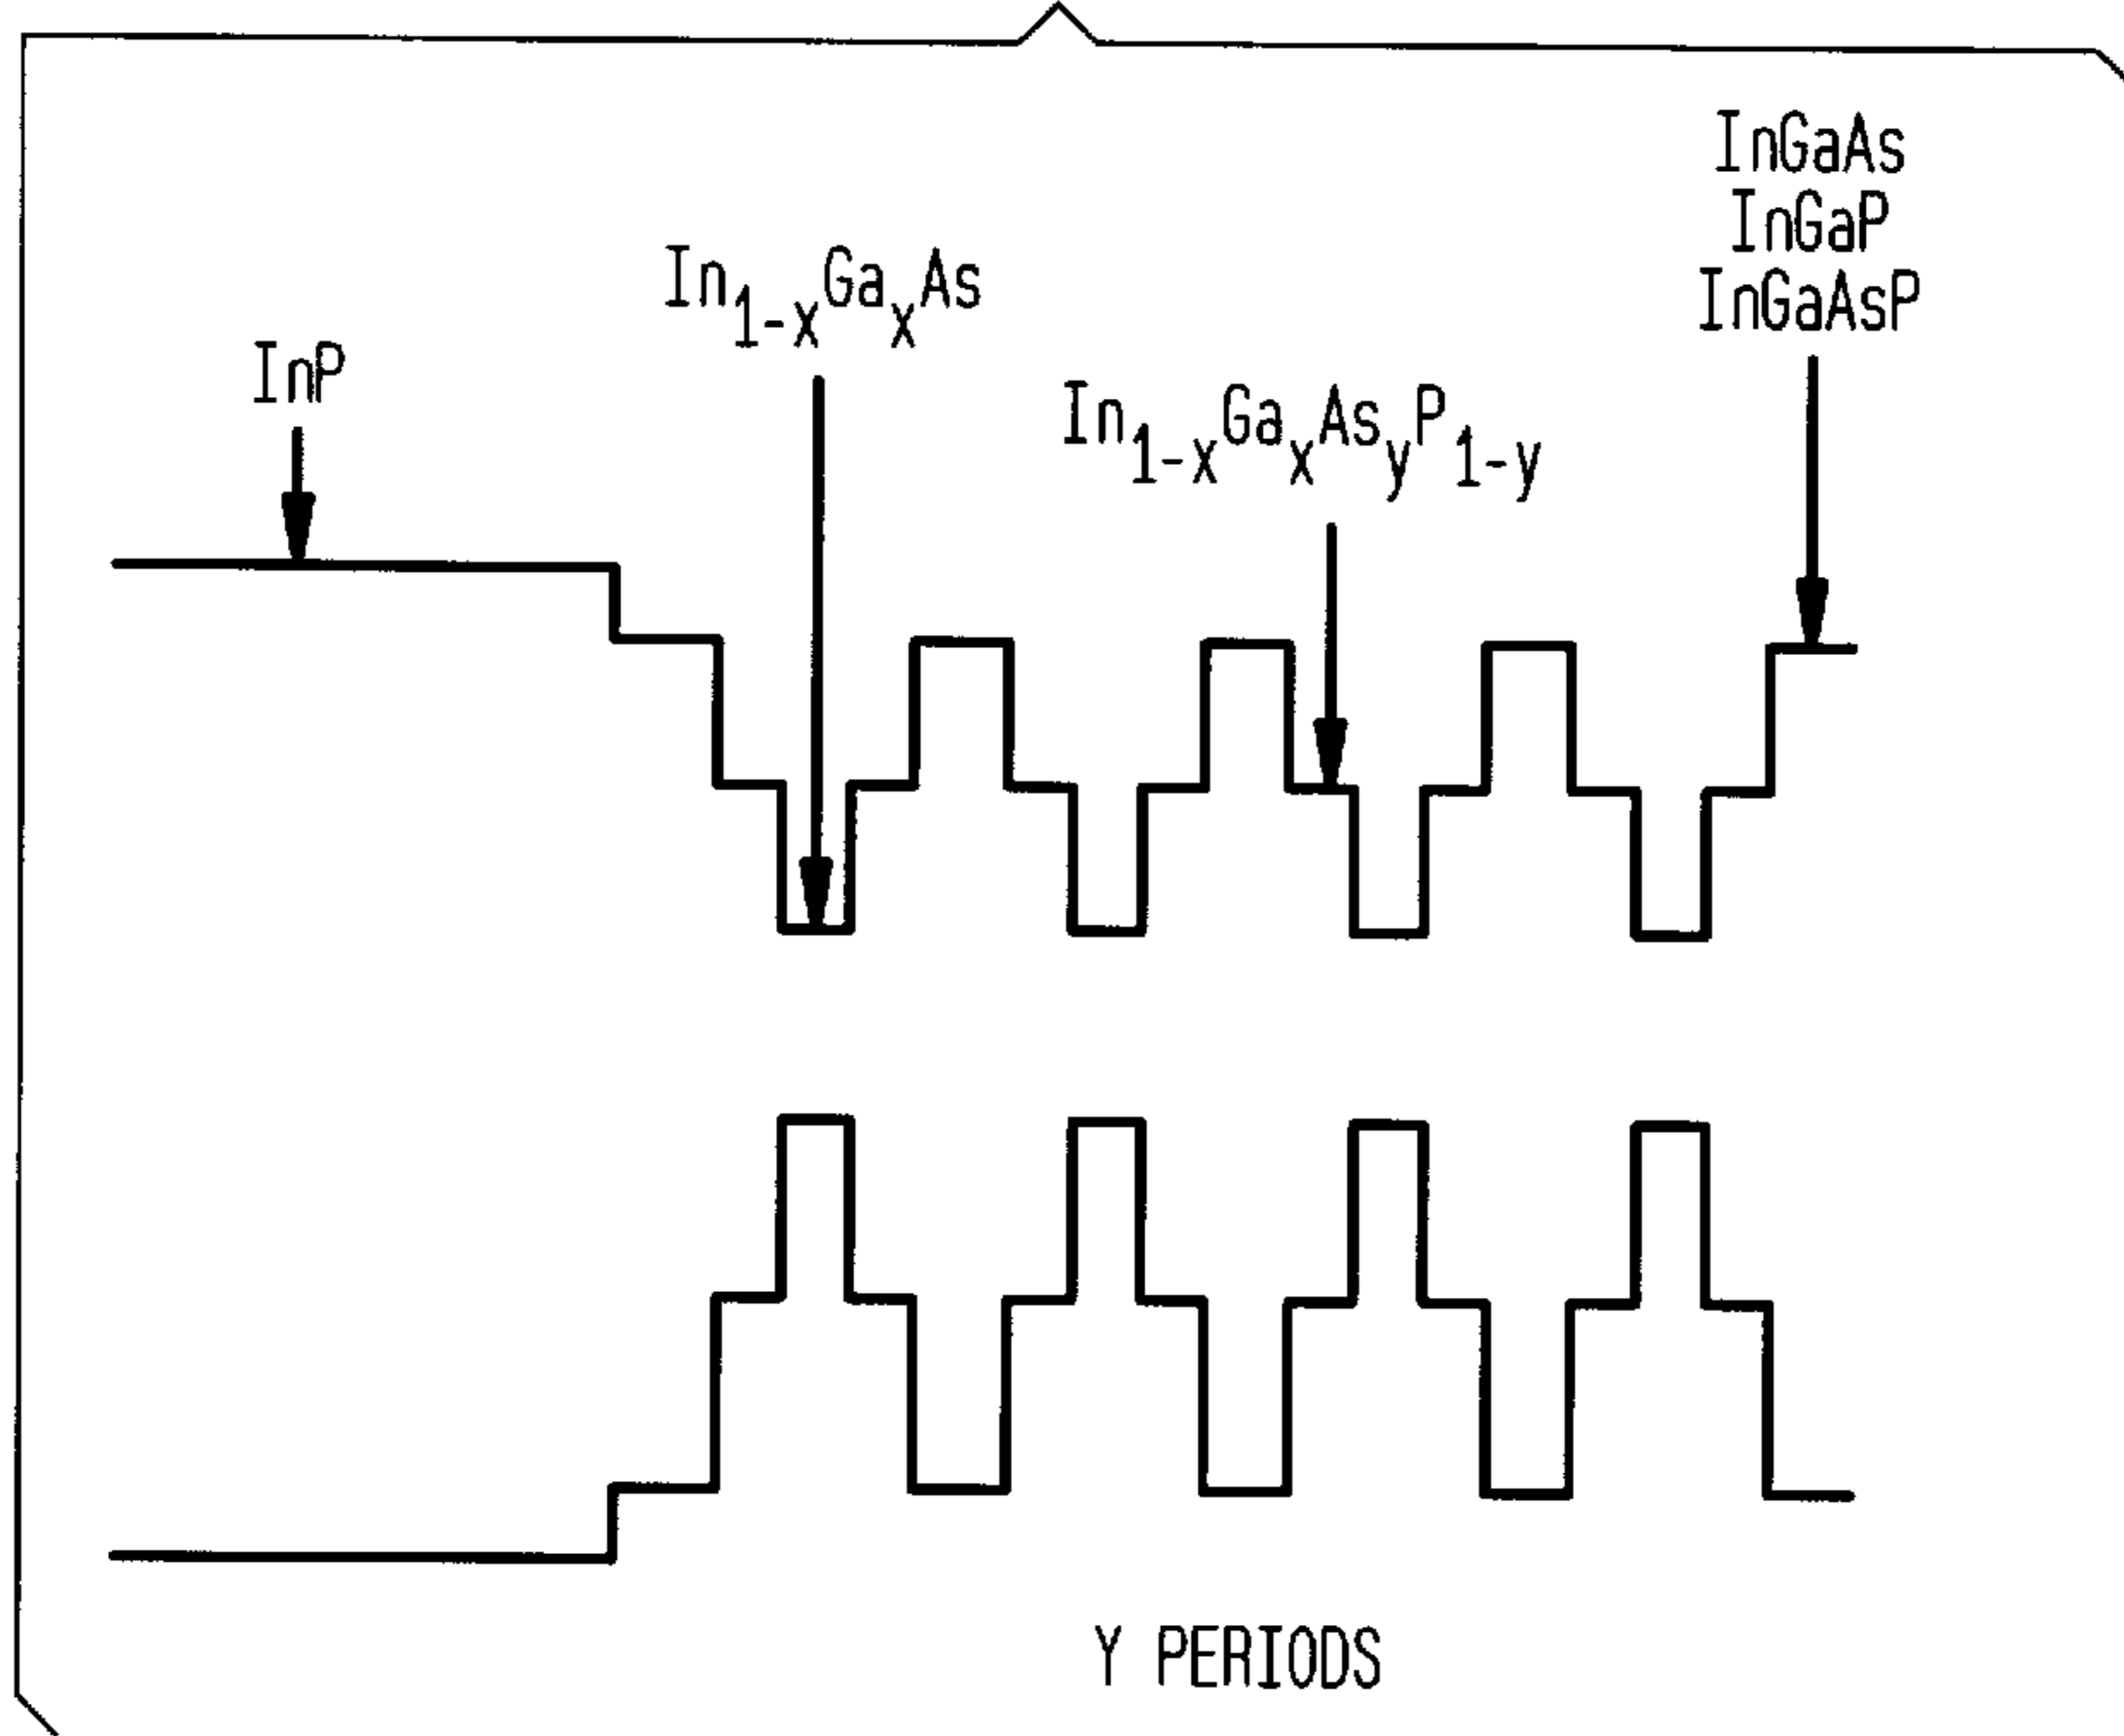 InGaAs
InGaP
InGaAsP
In1-xGaxAs
InP
In1-xGaxAsyP1-y
Y PERIODS